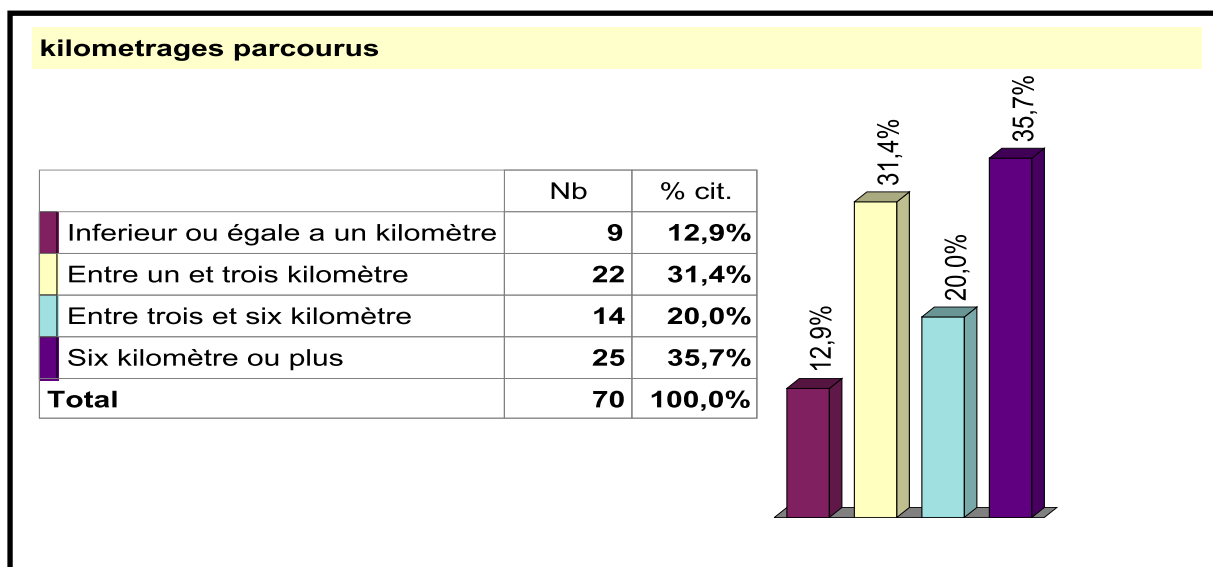 kilometrages parcourus
Nb % cit.
Inferieur ou égale a un kilomètre 9 12,9%
Entre un et trois kilomètre 22 31,4%
Entre trois et six kilomètre 14 20,0%
Six kilomètre ou plus 25 35,7%
Total 70 100,0%
12,9%
31,4%
20,0%
35,7%